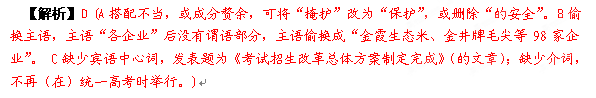 【解析】D（A 搭配不当，或成分赘余，可将“掩护”改为“保护”，或删除“的安全”。B 偷
换主语，主语“各企业”后没有谓语部分，主语偷换成“金霞生态米、金井牌毛尖等 98 家企
业”。 C 缺少宾语中心词，发表题为《考试招生改革总体方案制定完成》（的文章）；缺少介词，
不再（在）统一高考时举行。）